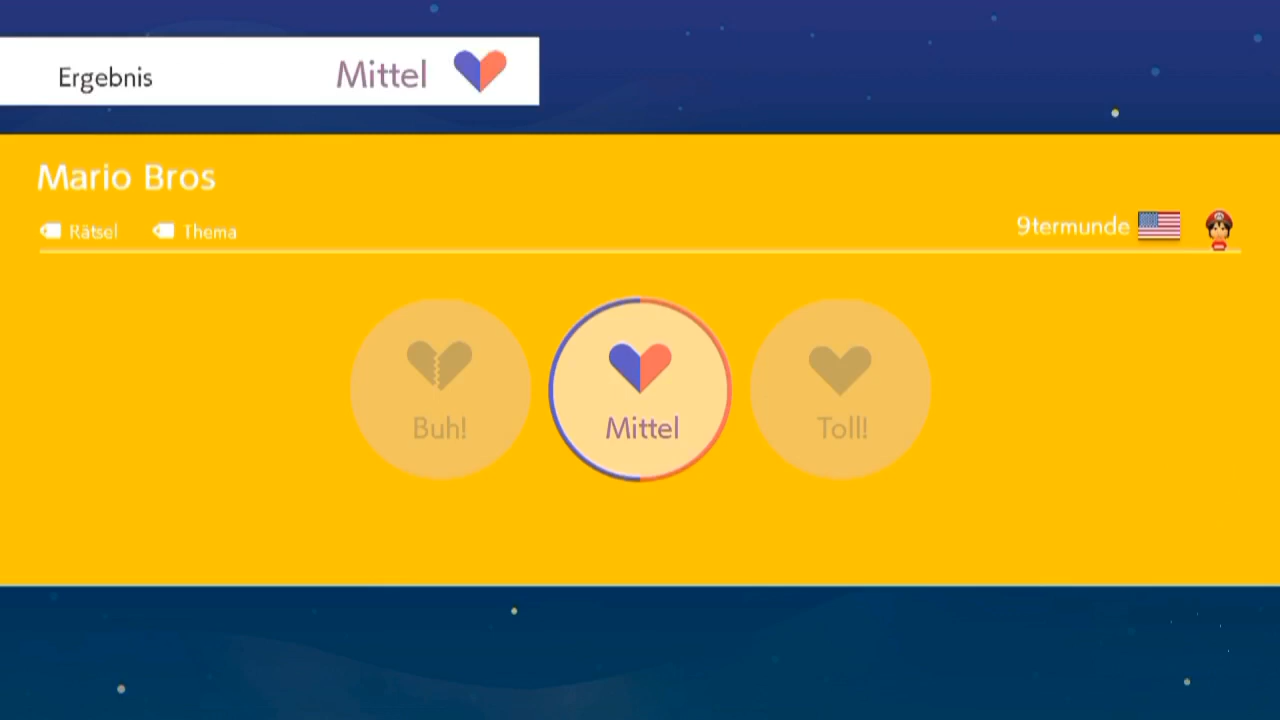 Ergebnis Mittel
Mario Bros
Rätsel Thema
9termunde
Buh! Mittel Toll!